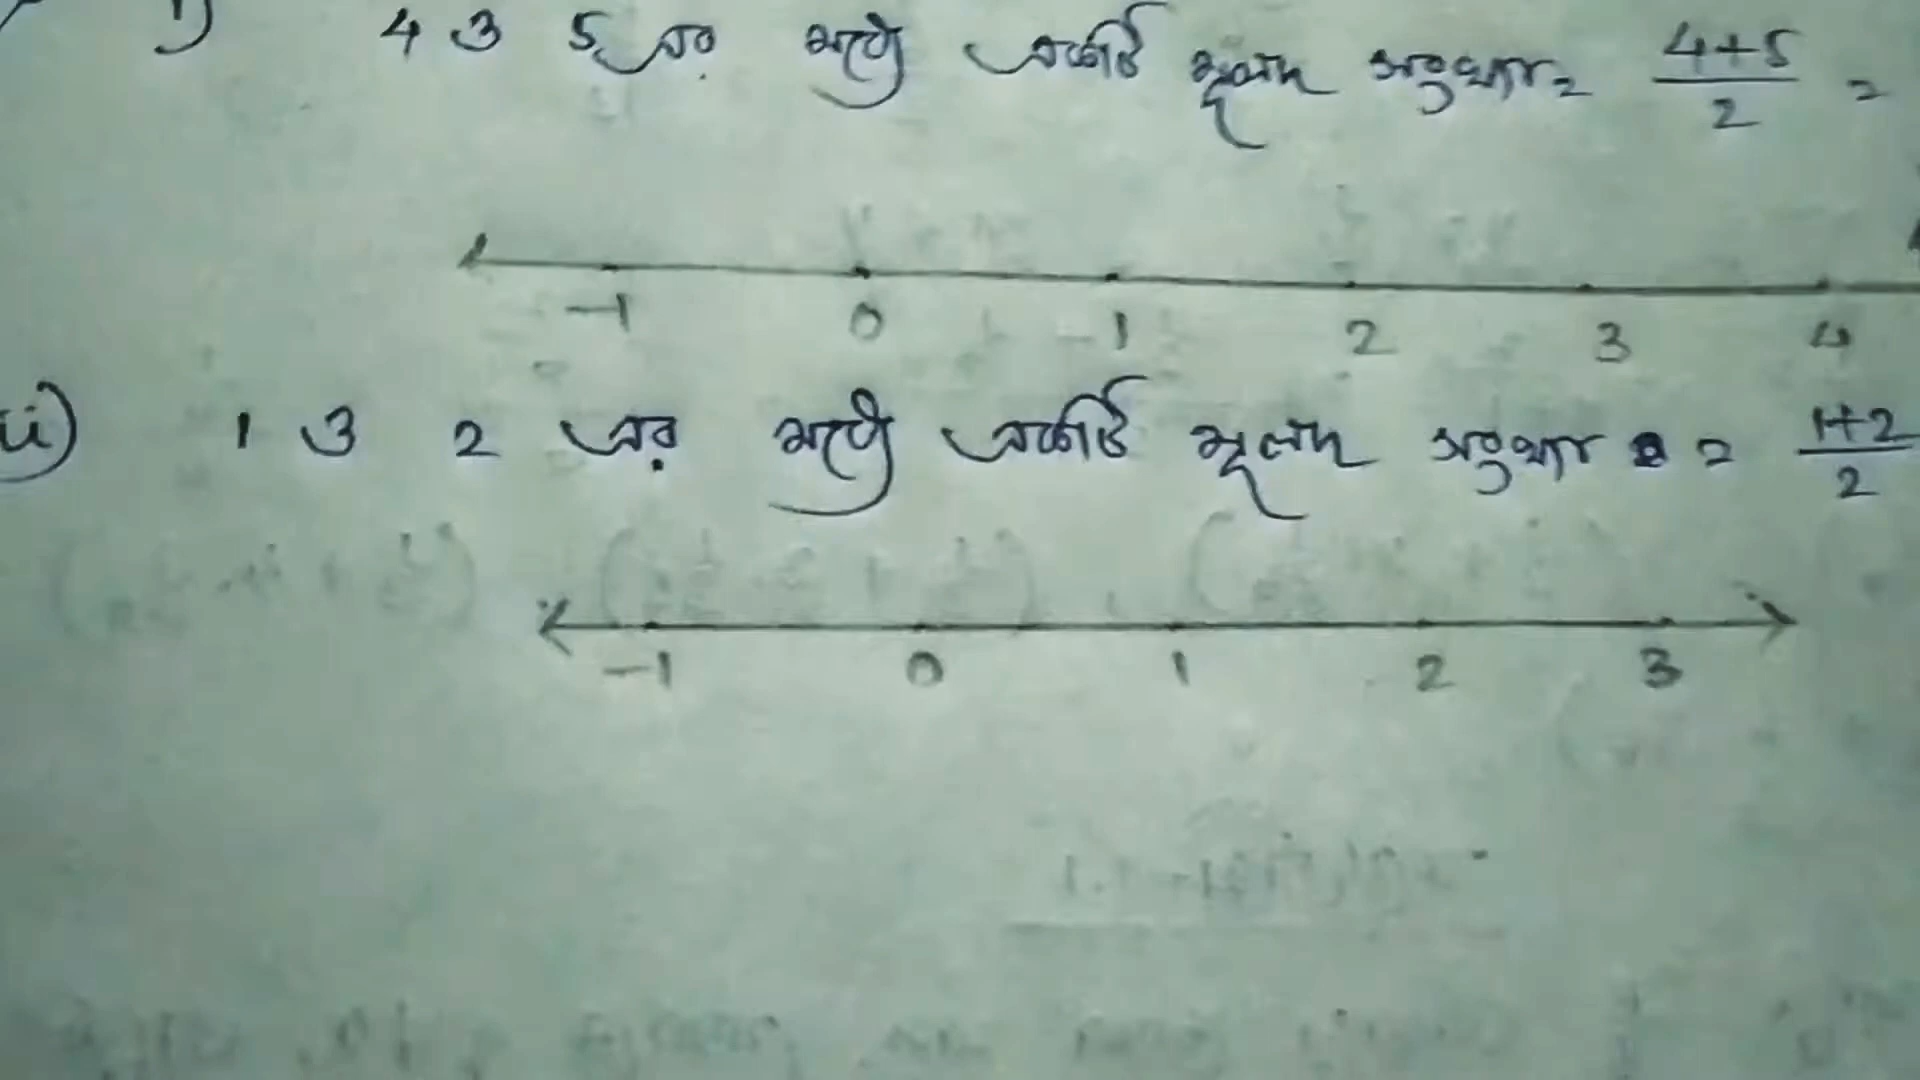 i) 4 ও 5 এর মধ্যে একটি মূলদ সংখ্যা = 4+5/2 =
-1 0 1 2 3 4
ii) 1 ও 2 এর মধ্যে একটি মূলদ সংখ্যা = 1+2/2
-1 0 1 2 3